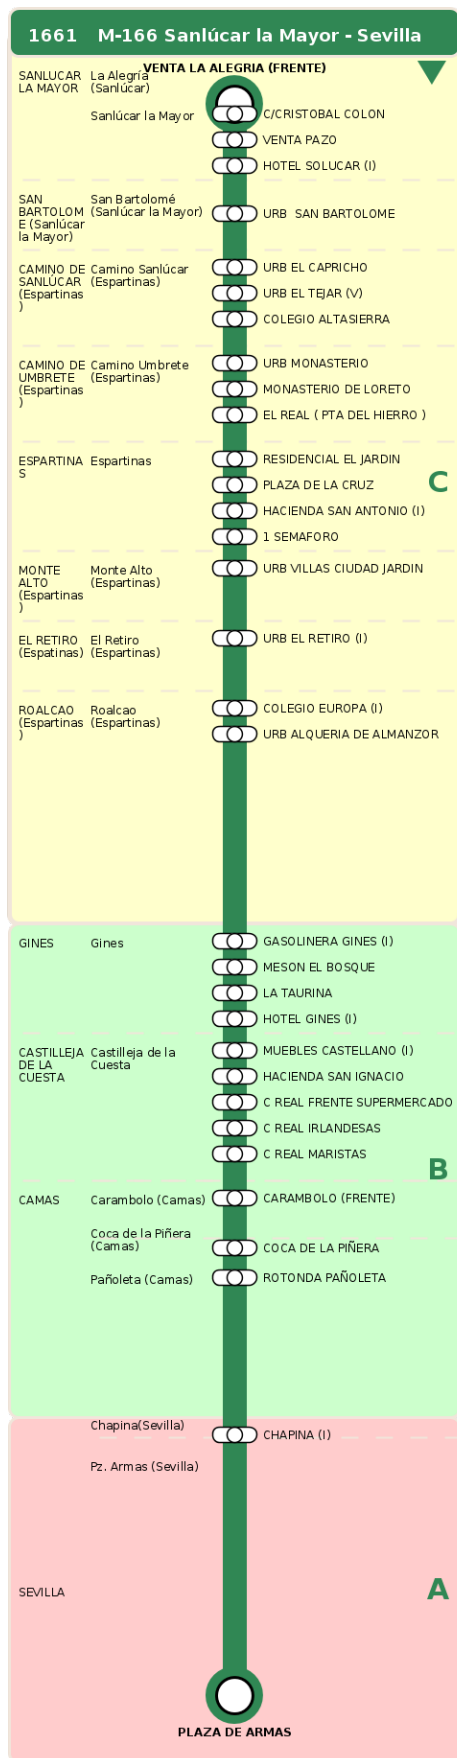 1661 M-166 Sanlúcar la Mayor - Sevilla
VENTA LA ALEGRIA (FRENTE)
SANLUCAR
LA MAYOR
La Alegría
(Sanlúcar)
Sanlúcar la Mayor
C/CRISTOBAL COLON
VENTA PAZO
HOTEL SOLUCAR (I)
SAN
BARTOLOM
E (Sanlúcar
la Mayor)
San Bartolomé
(Sanlúcar la Mayor)
URB  SAN BARTOLOME
CAMINO DE
SANLÚCAR
(Espartinas
)
Camino Sanlúcar
(Espartinas)
URB EL CAPRICHO
URB EL TEJAR (V)
COLEGIO ALTASIERRA
CAMINO DE
UMBRETE
(Espartinas
)
Camino Umbrete
(Espartinas)
URB MONASTERIO
MONASTERIO DE LORETO
EL REAL ( PTA DEL HIERRO )
ESPARTINA
S
Espartinas
RESIDENCIAL EL JARDIN
PLAZA DE LA CRUZ
HACIENDA SAN ANTONIO (I)
1 SEMAFORO
C
MONTE
ALTO
(Espartinas
)
Monte Alto
(Espartinas)
URB VILLAS CIUDAD JARDIN
EL RETIRO
(Espatinas)
El Retiro
(Espartinas)
URB EL RETIRO (I)
ROALCAO
(Espartinas
)
Roalcao
(Espartinas)
COLEGIO EUROPA (I)
URB ALQUERIA DE ALMANZOR
GINES
Gines
GASOLINERA GINES (I)
MESON EL BOSQUE
LA TAURINA
HOTEL GINES (I)
CASTILLEJA
DE LA
CUESTA
Castilleja de la
Cuesta
MUEBLES CASTELLANO (I)
HACIENDA SAN IGNACIO
C REAL FRENTE SUPERMERCADO
C REAL IRLANDESAS
C REAL MARISTAS
B
CAMAS
Carambolo (Camas)
CARAMBOLO (FRENTE)
Coca de la Piñera
(Camas)
COCA DE LA PIÑERA
Pañoleta (Camas)
ROTONDA PAÑOLETA
Chapina(Sevilla)
CHAPINA (I)
Pz. Armas (Sevilla)
SEVILLA
A
PLAZA DE ARMAS